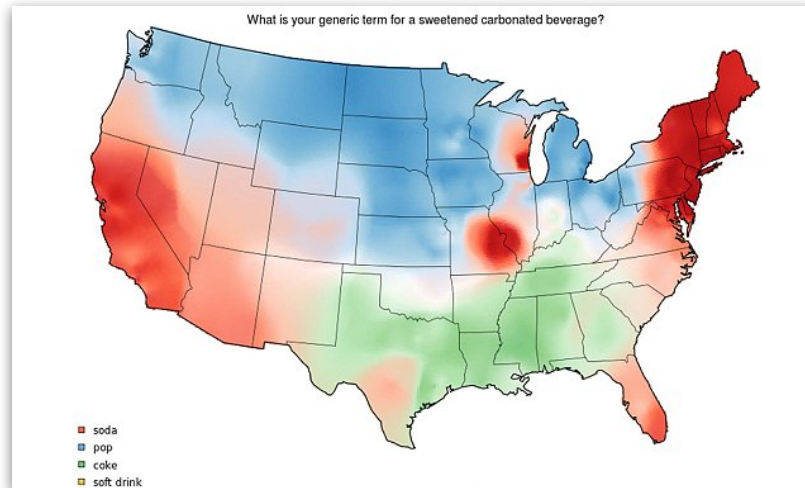 What is your generic term for a sweetened carbonated beverage?
soda
pop
coke
soft drink